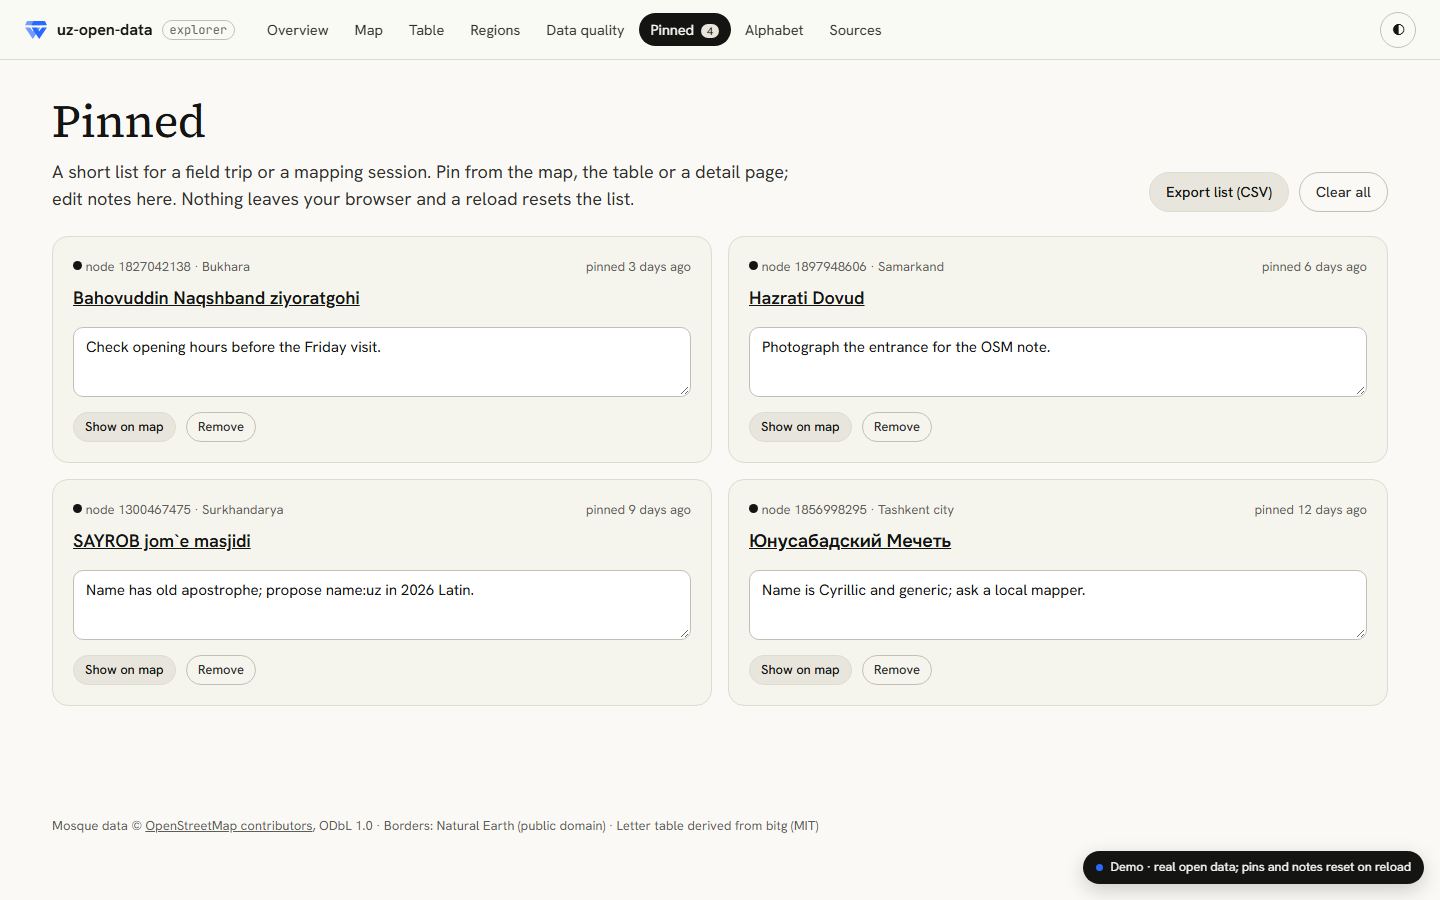 uz-open-data explorer Overview Map Table Regions Data quality Pinned 4 Alphabet Sources
Pinned
A short list for a field trip or a mapping session. Pin from the map, the table or a detail page;
edit notes here. Nothing leaves your browser and a reload resets the list.
Export list (CSV) Clear all
node 1827042138 · Bukhara pinned 3 days ago
Bahovuddin Naqshband ziyoratgohi
Check opening hours before the Friday visit.
Show on map Remove
node 1897948606 · Samarkand pinned 6 days ago
Hazrati Dovud
Photograph the entrance for the OSM note.
Show on map Remove
node 1300467475 · Surkhandarya pinned 9 days ago
SAYROB jom`e masjidi
Name has old apostrophe; propose name:uz in 2026 Latin.
Show on map Remove
node 1856998295 · Tashkent city pinned 12 days ago
Юнусабадский Мечеть
Name is Cyrillic and generic; ask a local mapper.
Show on map Remove
Mosque data © OpenStreetMap contributors, ODbL 1.0 · Borders: Natural Earth (public domain) · Letter table derived from bitg (MIT)
Demo · real open data; pins and notes reset on reload